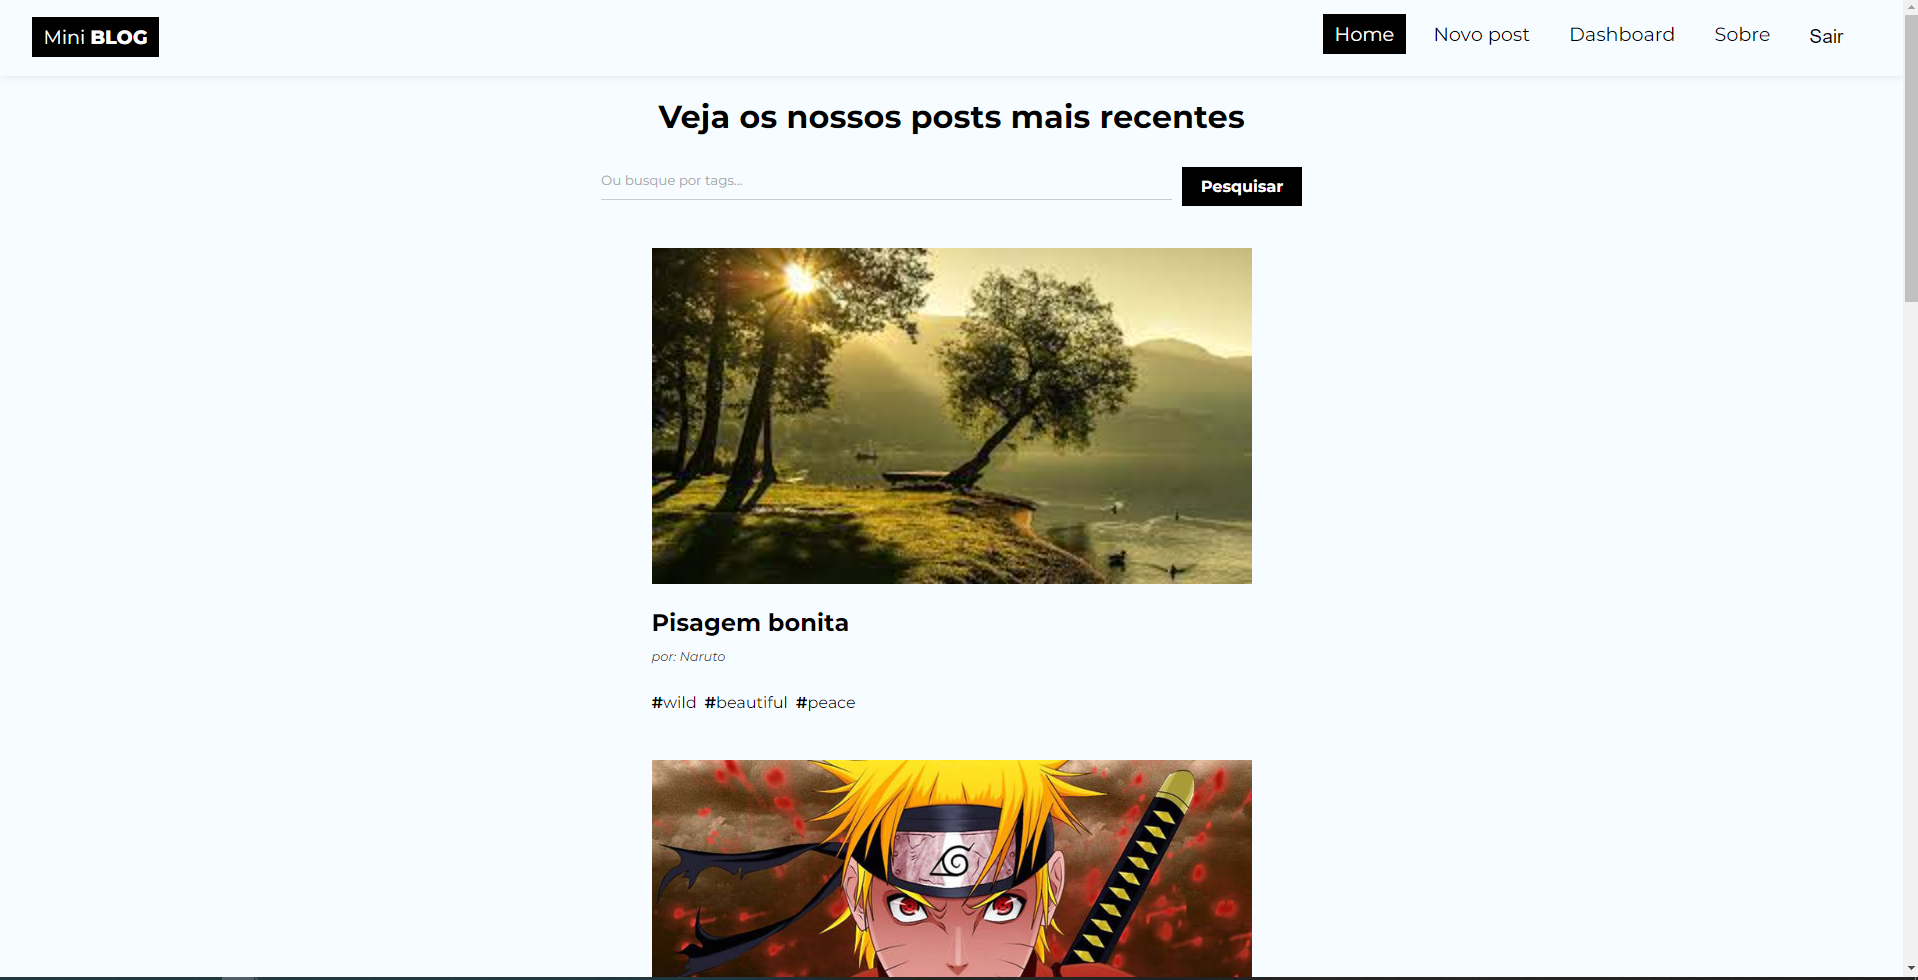 Mini BLOG
Home Novo post Dashboard Sobre Sair
Veja os nossos posts mais recentes
Ou busque por tags...
Pesquisar
Pisagem bonita
por: Naruto
#wild #beautiful #peace